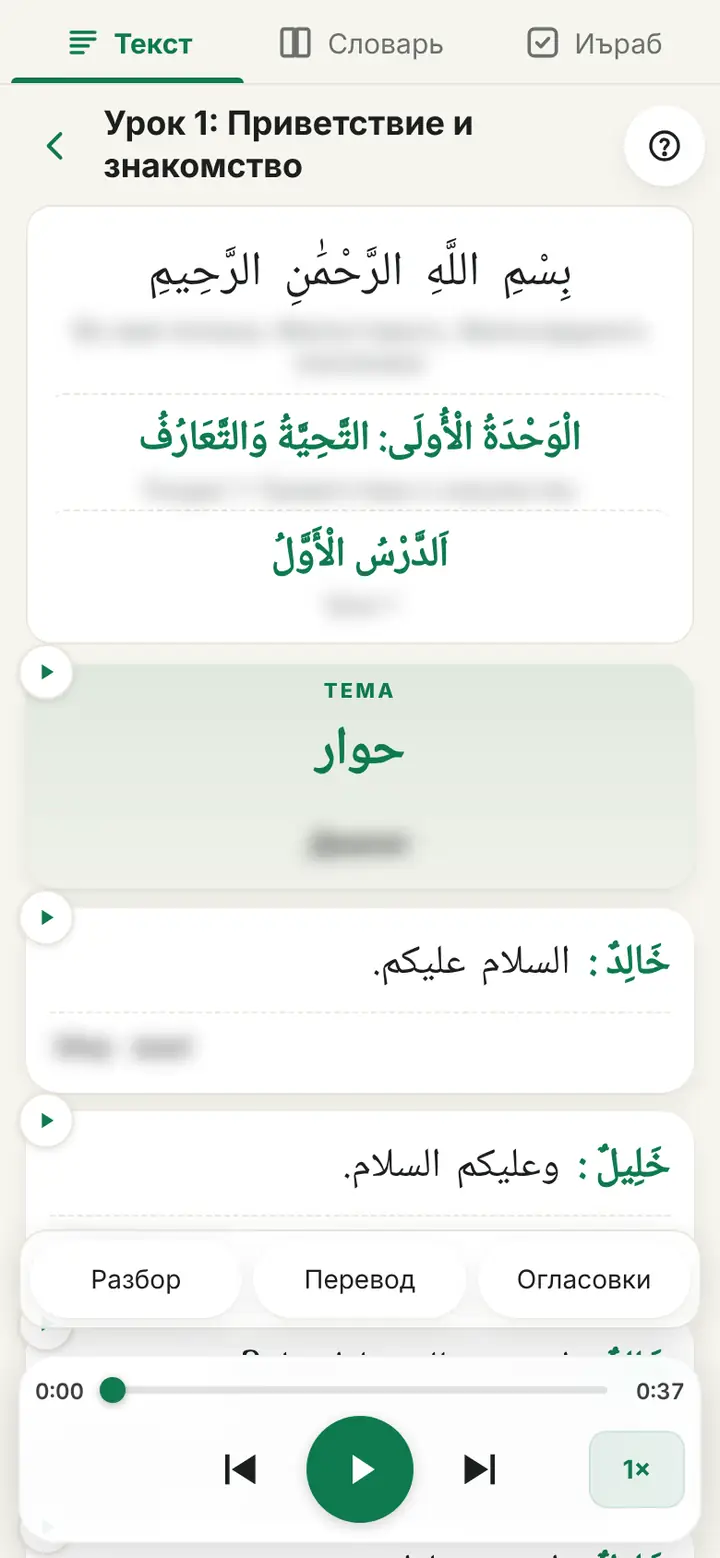 Текст
Словарь
Иъраб
Урок 1: Приветствие и
знакомство
بِسْمِ اللَّهِ الرَّحْمَٰنِ الرَّحِيمِ
الْوَحْدَةُ الْأُولَى: التَّحِيَّةُ وَالتَّعَارُفُ
اَلدَّرْسُ الْأَوَّلُ
ТЕМА
حوار
خَالِدٌ : السلام عليكم.
خَلِيلٌ : وعليكم السلام.
Разбор
Перевод
Огласовки
0:00
0:37
1×